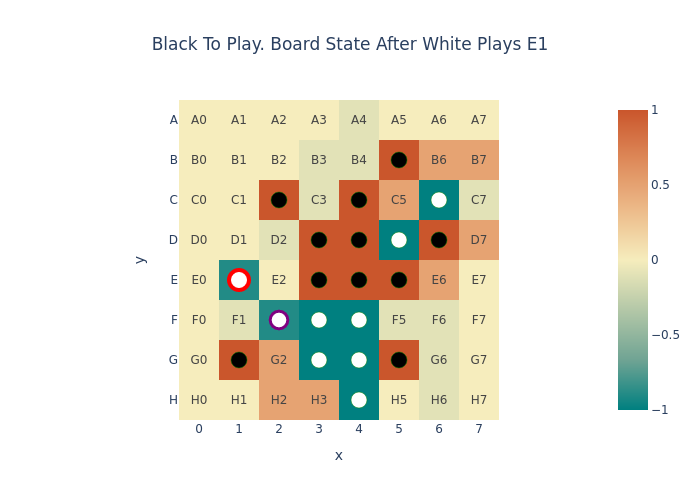 Black To Play. Board State After White Plays E1
A A0 A1 A2 A3 A4 A5 A6 A7
B B0 B1 B2 B3 B4 B6 B7
C C0 C1 C3 C5 C7
D D0 D1 D2 D7
E E0 E2 E6 E7
F F0 F1 F5 F6 F7
G G0 G2 G6 G7
H H0 H1 H2 H3 H5 H6 H7
0 1 2 3 4 5 6 7
x
y
1
0.5
0
−0.5
−1